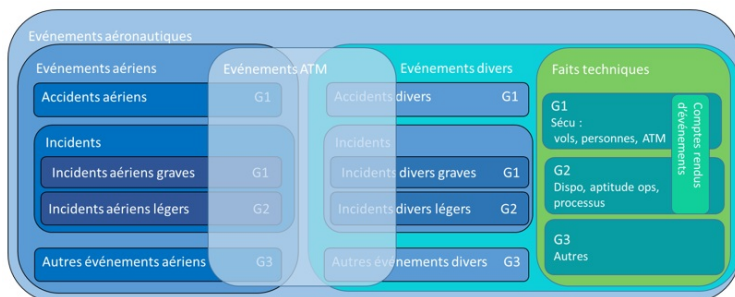 Evénements aéronautiques
Evénements aériens
Evénements ATM
Evénements divers
Faits techniques
Accidents aériens G1
Accidents divers G1
G1
Sécu :
vols, personnes, ATM
Comptes rendus
d'événements
Incidents
Incidents
Incidents aériens graves G1
Incidents divers graves G1
G2
Dispo, aptitude ops,
processus
Incidents aériens légers G2
Incidents divers légers G2
G3
Autres
Autres événements aériens G3
Autres événements divers G3